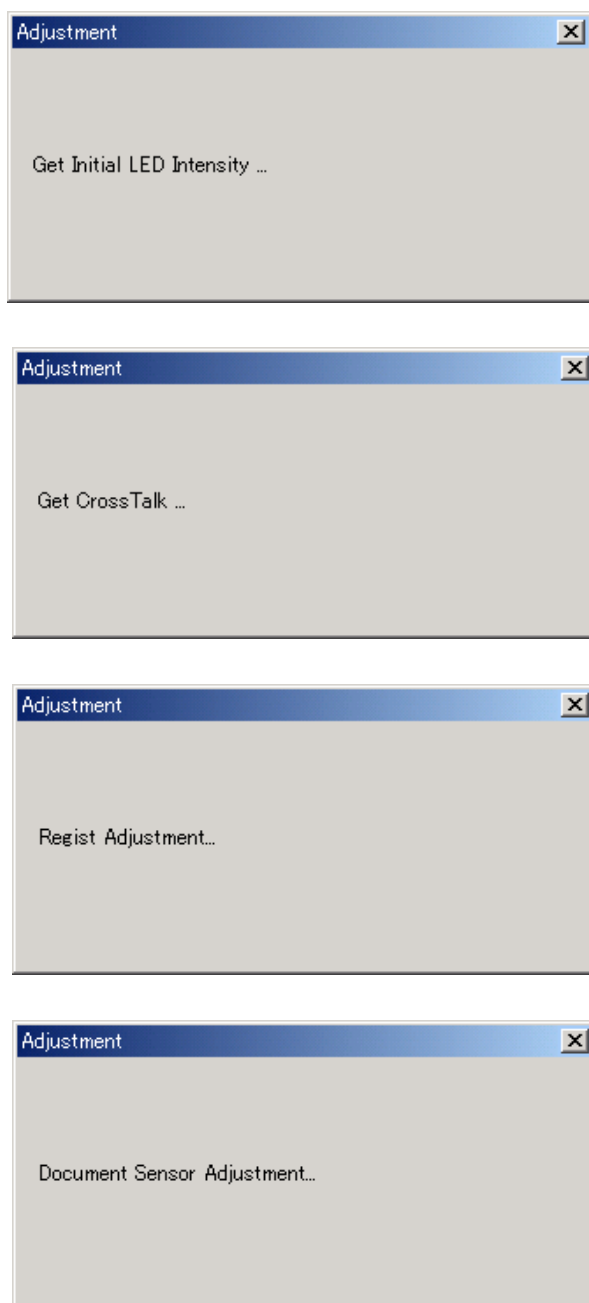 Adjustment
Get Initial LED Intensity ...
Adjustment
Get CrossTalk ...
Adjustment
Regist Adjustment...
Adjustment
Document Sensor Adjustment...